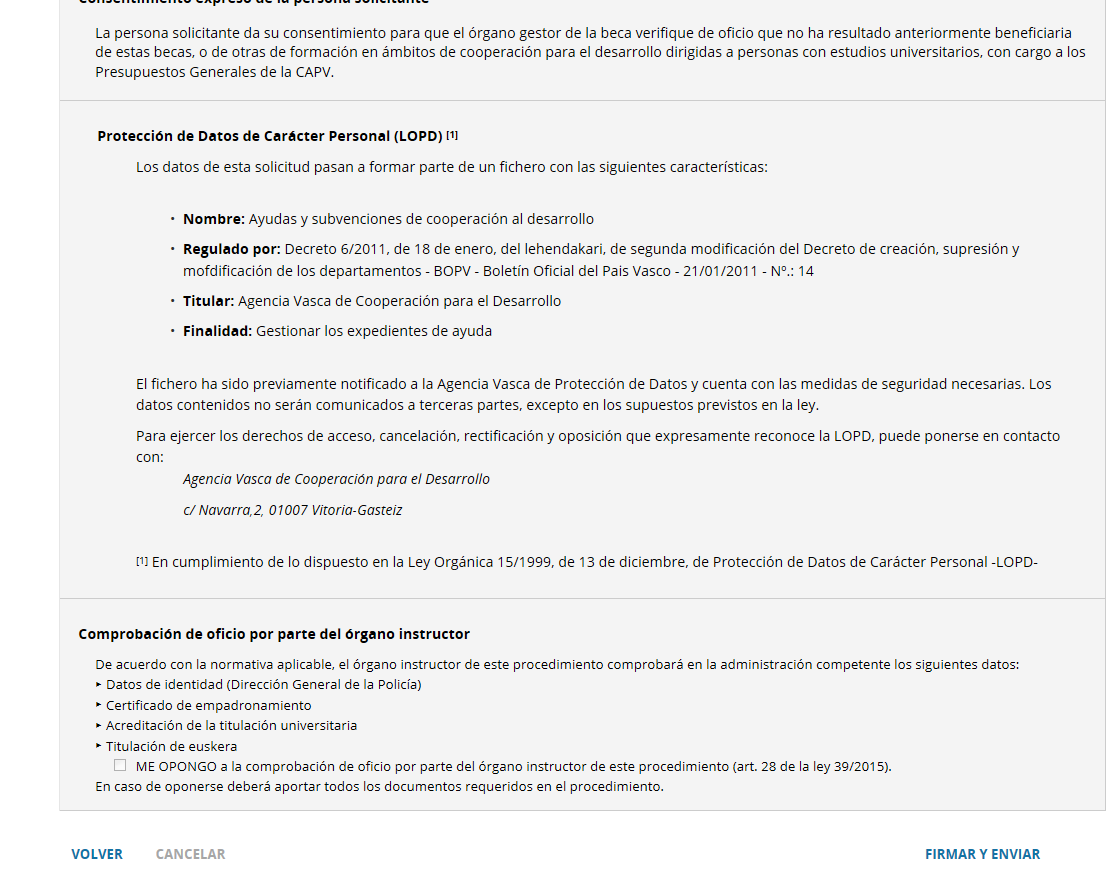 Consentimiento expreso de la persona solicitante
La persona solicitante da su consentimiento para que el órgano gestor de la beca verifique de oficio que no ha resultado anteriormente beneficiaria
de estas becas, o de otras de formación en ámbitos de cooperación para el desarrollo dirigidas a personas con estudios universitarios, con cargo a los
Presupuestos Generales de la CAPV.
Protección de Datos de Carácter Personal (LOPD) [1]
Los datos de esta solicitud pasan a formar parte de un fichero con las siguientes características:
• Nombre: Ayudas y subvenciones de cooperación al desarrollo
• Regulado por: Decreto 6/2011, de 18 de enero, del lehendakari, de segunda modificación del Decreto de creación, supresión y
mofdificación de los departamentos - BOPV - Boletín Oficial del Pais Vasco - 21/01/2011 - Nº.: 14
• Titular: Agencia Vasca de Cooperación para el Desarrollo
• Finalidad: Gestionar los expedientes de ayuda
El fichero ha sido previamente notificado a la Agencia Vasca de Protección de Datos y cuenta con las medidas de seguridad necesarias. Los
datos contenidos no serán comunicados a terceras partes, excepto en los supuestos previstos en la ley.
Para ejercer los derechos de acceso, cancelación, rectificación y oposición que expresamente reconoce la LOPD, puede ponerse en contacto
con:
Agencia Vasca de Cooperación para el Desarrollo
c/ Navarra,2, 01007 Vitoria-Gasteiz
[1] En cumplimiento de lo dispuesto en la Ley Orgánica 15/1999, de 13 de diciembre, de Protección de Datos de Carácter Personal -LOPD-
Comprobación de oficio por parte del órgano instructor
De acuerdo con la normativa aplicable, el órgano instructor de este procedimiento comprobará en la administración competente los siguientes datos:
▸ Datos de identidad (Dirección General de la Policía)
▸ Certificado de empadronamiento
▸ Acreditación de la titulación universitaria
▸ Titulación de euskera
ME OPONGO a la comprobación de oficio por parte del órgano instructor de este procedimiento (art. 28 de la ley 39/2015).
En caso de oponerse deberá aportar todos los documentos requeridos en el procedimiento.
VOLVER CANCELAR FIRMAR Y ENVIAR